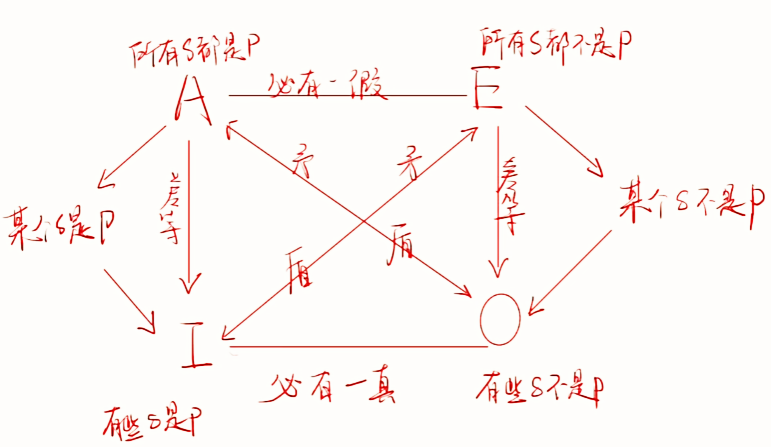 所有S都是P
所有S都不是P
A
必有一假
E
矛
矛
某个S是P
差等
差等
某个S不是P
盾
盾
I
O
必有一真
有些S是P
有些S不是P